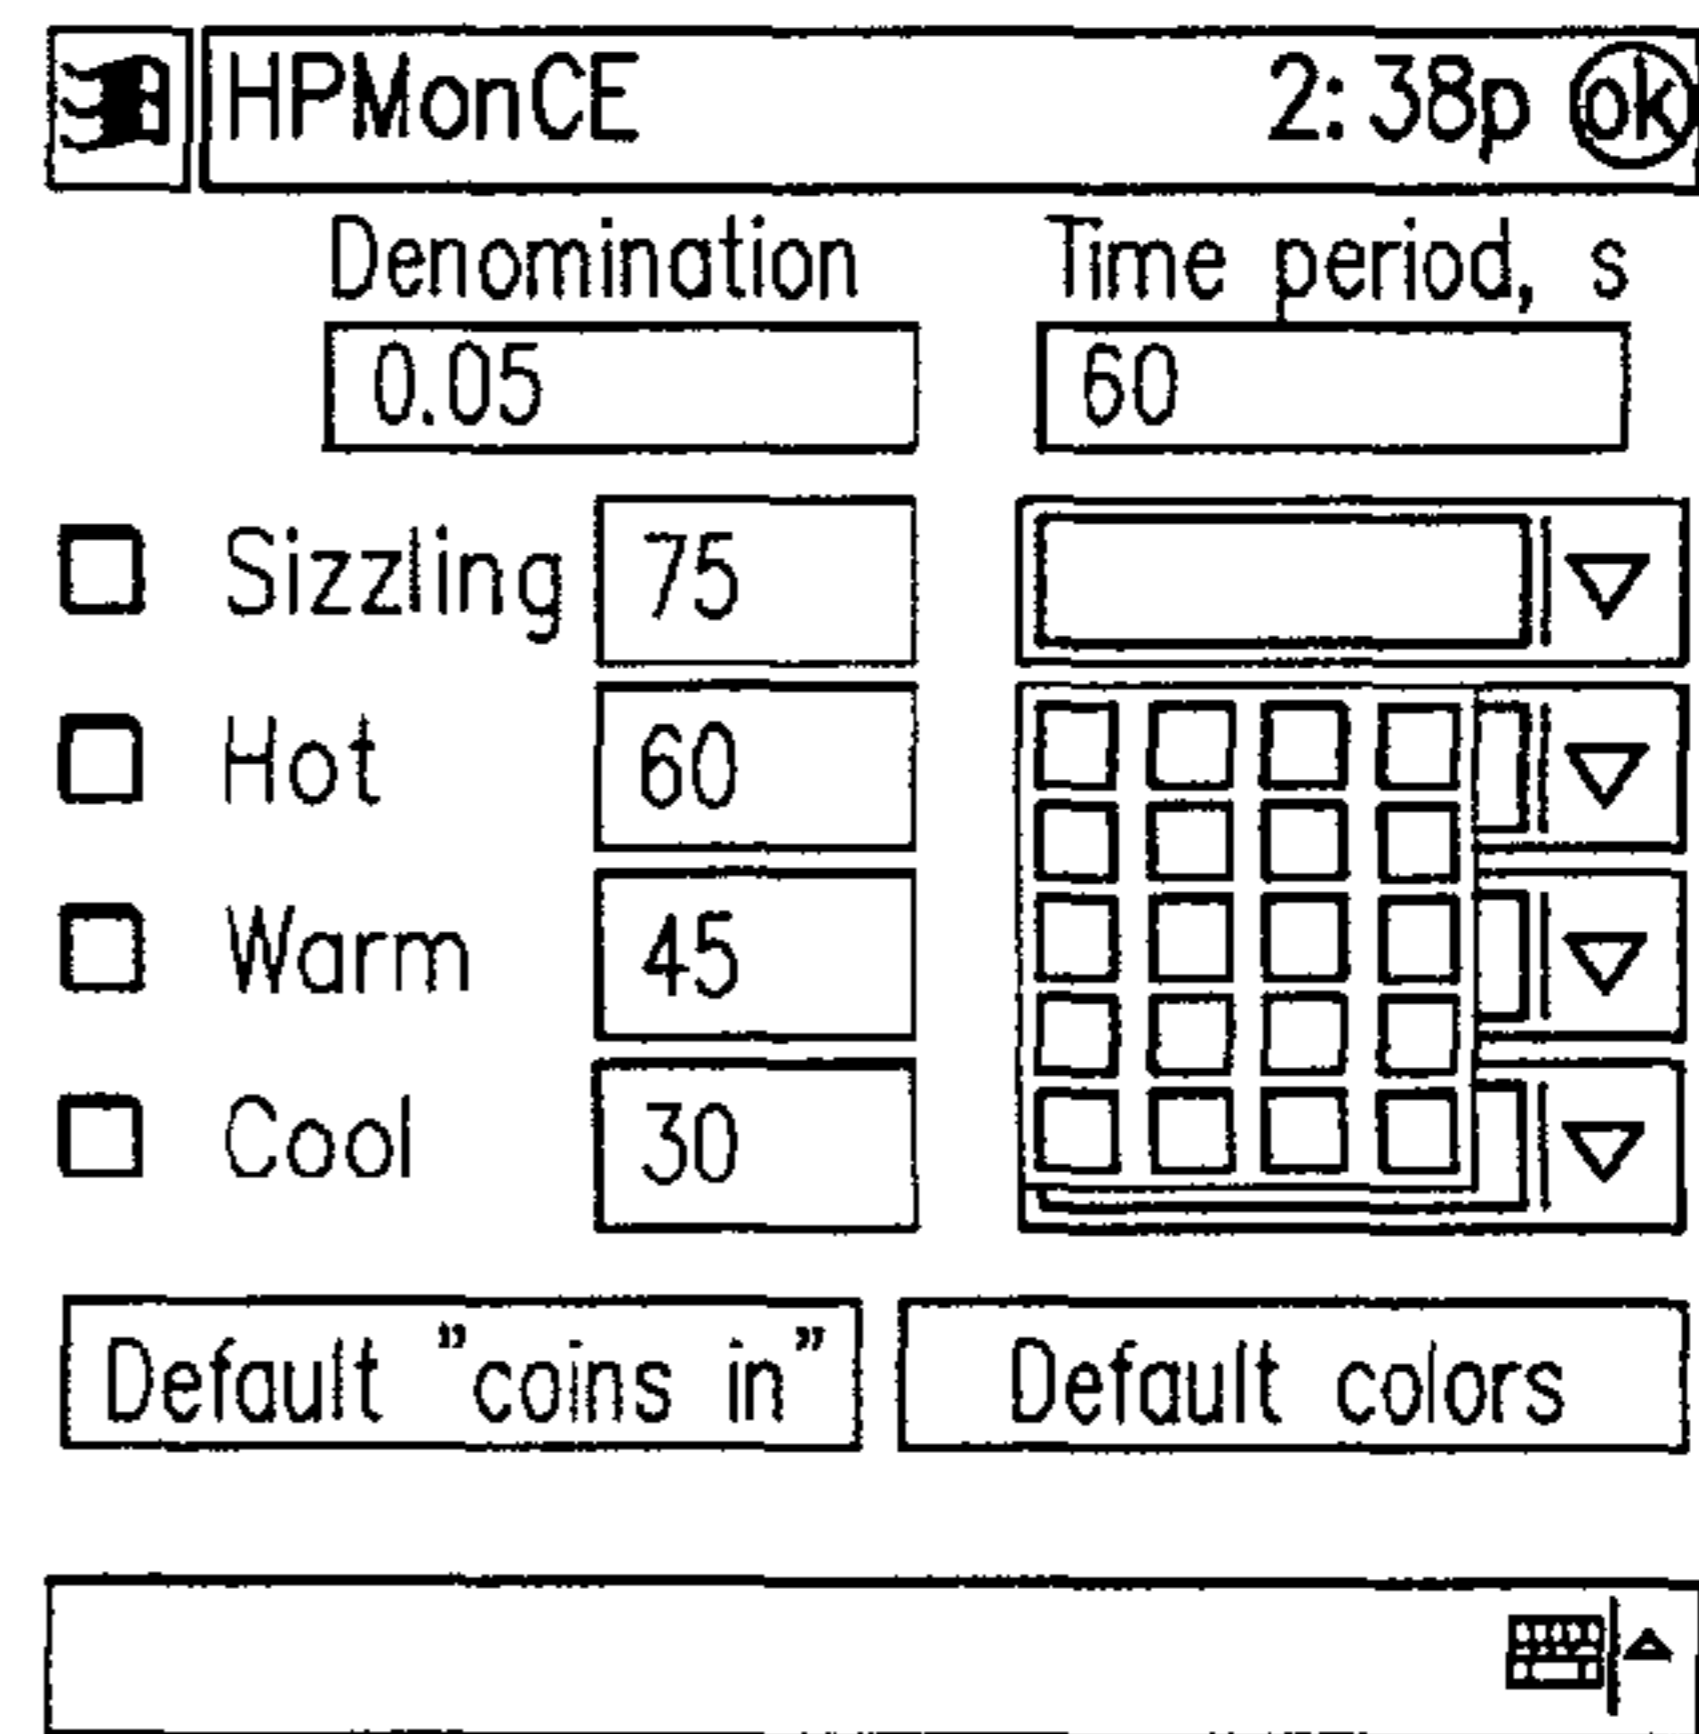 HPMonCE 2:38p ok
Denomination Time period, s
0.05 60
Sizzling 75
Hot 60
Warm 45
Cool 30
Default "coins in" Default colors